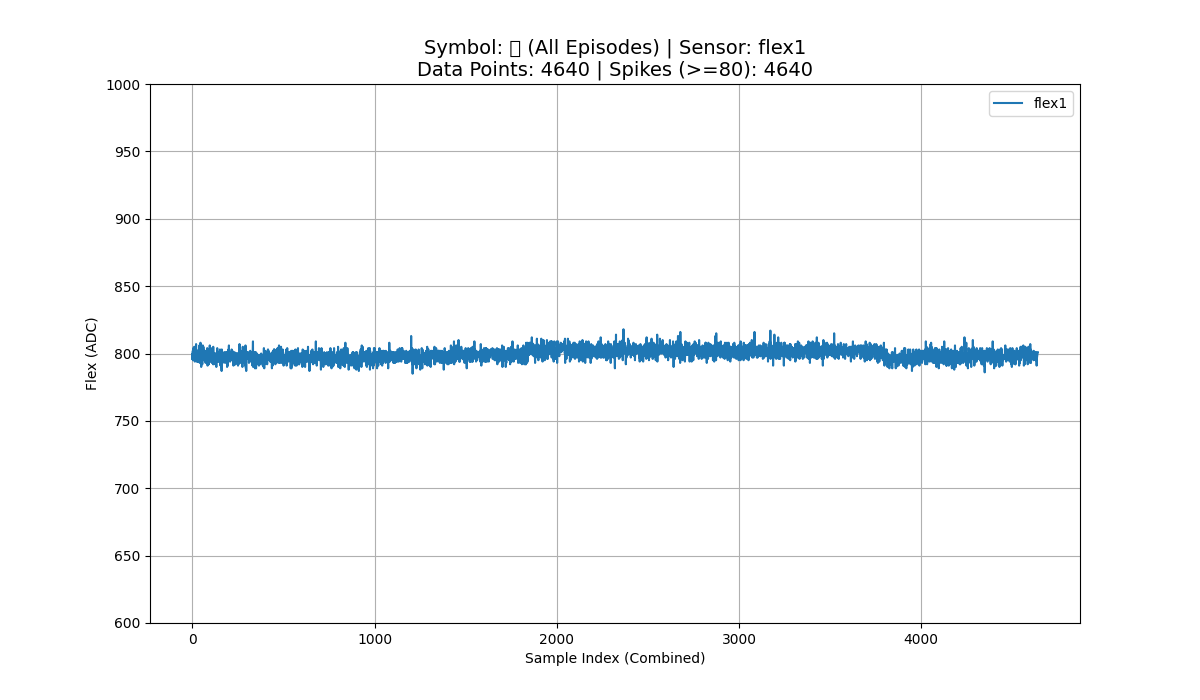 Symbol: (All Episodes) | Sensor: flex1
Data Points: 4640 | Spikes (>=80): 4640
flex1
1000
950
900
850
800
750
700
650
600
Flex (ADC)
0 1000 2000 3000 4000
Sample Index (Combined)